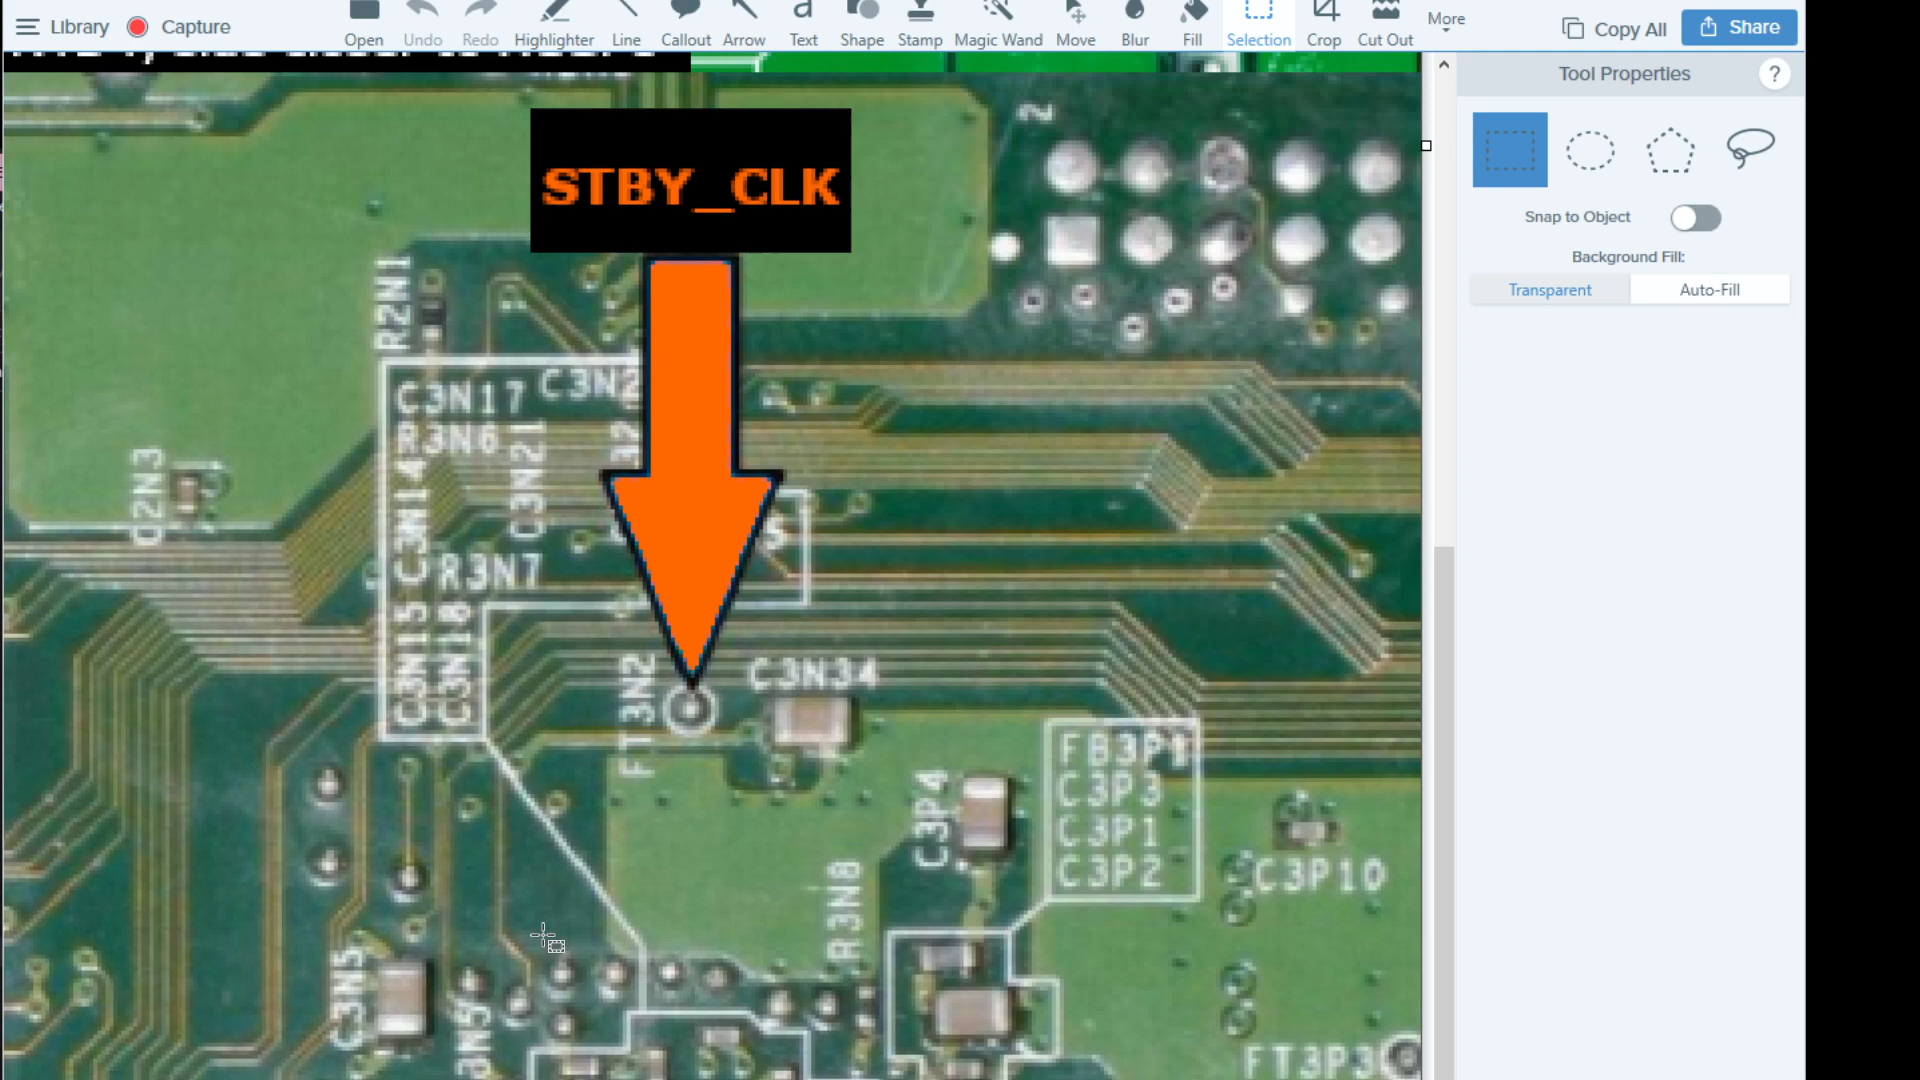 Library
Capture
Open
Undo
Redo
Highlighter
Line
Callout
Arrow
Text
Shape
Stamp
Magic Wand
Move
Blur
Fill
Selection
Crop
Cut Out
More
Copy All
Share
Tool Properties
?
Snap to Object
Background Fill:
Transparent
Auto-Fill
2
STBY_CLK
R2N1
C3N17
R3N6
C3N14
C3N21
R3N7
C3N15
C3N18
FT3N2
C3N34
C3P4
FB3P1
C3P3
C3P1
C3P2
C3P10
R3N8
C3N5
FT3P3